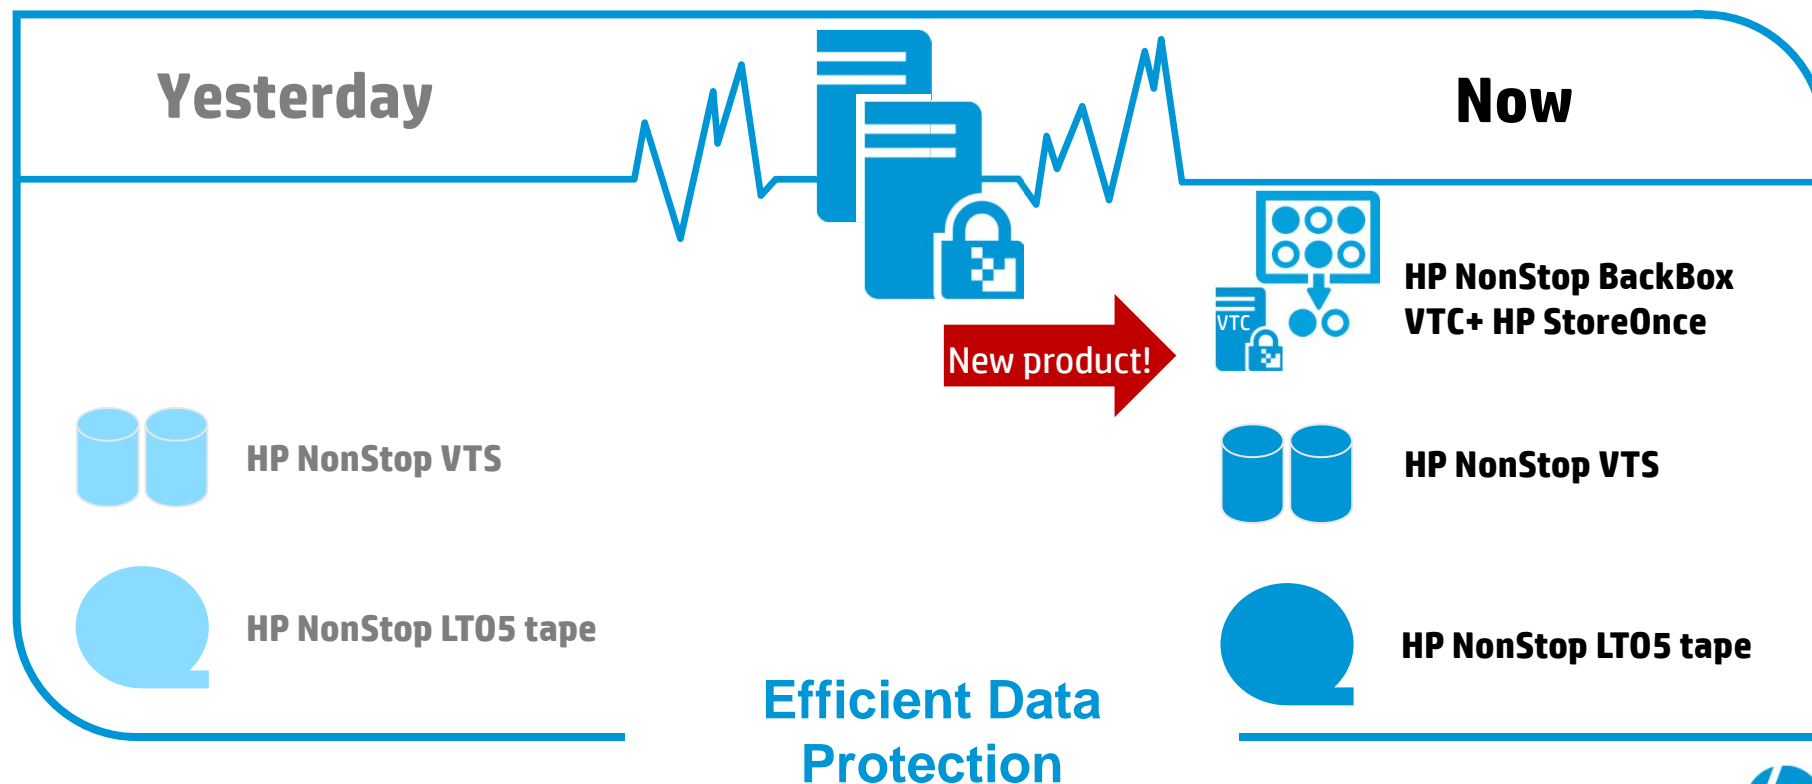 Yesterday
Now
HP NonStop BackBox
VTC+ HP StoreOnce
VTC
New product!
HP NonStop VTS
HP NonStop VTS
HP NonStop LTO5 tape
HP NonStop LTO5 tape
Efficient Data
Protection